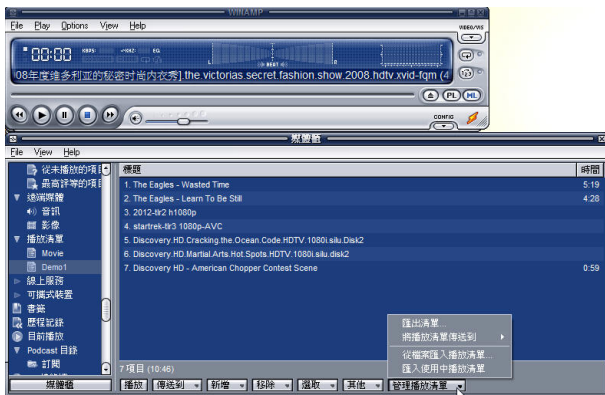 WINAMP
File Play Options View Help
VIDEO/VIS
00:00 KBPS: KHZ: EQ
L R
BEAT
08年度维多利亚的秘密时尚内衣秀].the victorias.secret.fashion.show.2008.hdtv.xvid-fqm (4
PL ML
CONFIG
媒體櫃
File View Help
從未播放的項目
最高評等的項目
遠端媒體
音訊
影像
播放清單
Movie
Demo1
線上服務
可攜式裝置
書籤
歷程記錄
目前播放
Podcast 目錄
訂閱
媒體櫃
標題 時間
1. The Eagles - Wasted Time 5:19
2. The Eagles - Learn To Be Still 4:28
3. 2012-tlr2 h1080p
4. startrek-tlr3 1080p-AVC
5. Discovery.HD.Cracking.the.Ocean.Code.HDTV.1080i.silu.Disk2
6. Discovery.HD.Martial.Arts.Hot.Spots.HDTV.1080i.silu.disk2
7. Discovery HD - American Chopper Contest Scene 0:59
匯出清單...
將播放清單傳送到
從檔案匯入播放清單...
匯入使用中播放清單
7 項目 (10:46)
播放 傳送到 新增 移除 選取 其他 管理播放清單